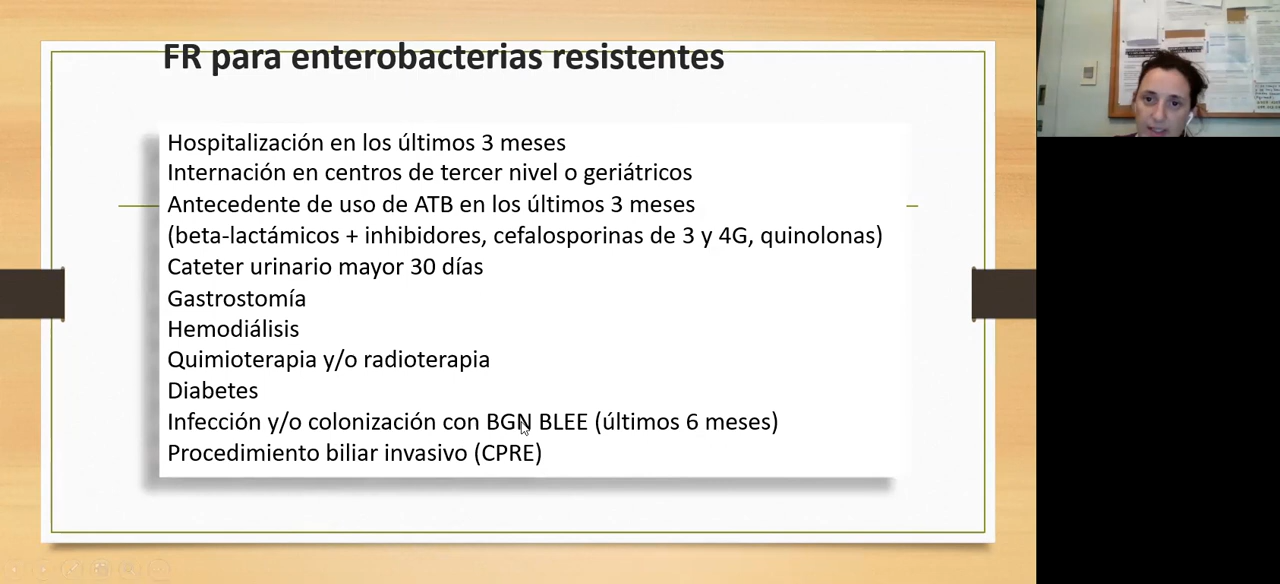 FR para enterobacterias resistentes
Hospitalización en los últimos 3 meses
Internación en centros de tercer nivel o geriátricos
Antecedente de uso de ATB en los últimos 3 meses
(beta-lactámicos + inhibidores, cefalosporinas de 3 y 4G, quinolonas)
Cateter urinario mayor 30 días
Gastrostomía
Hemodiálisis
Quimioterapia y/o radioterapia
Diabetes
Infección y/o colonización con BGN BLEE (últimos 6 meses)
Procedimiento biliar invasivo (CPRE)